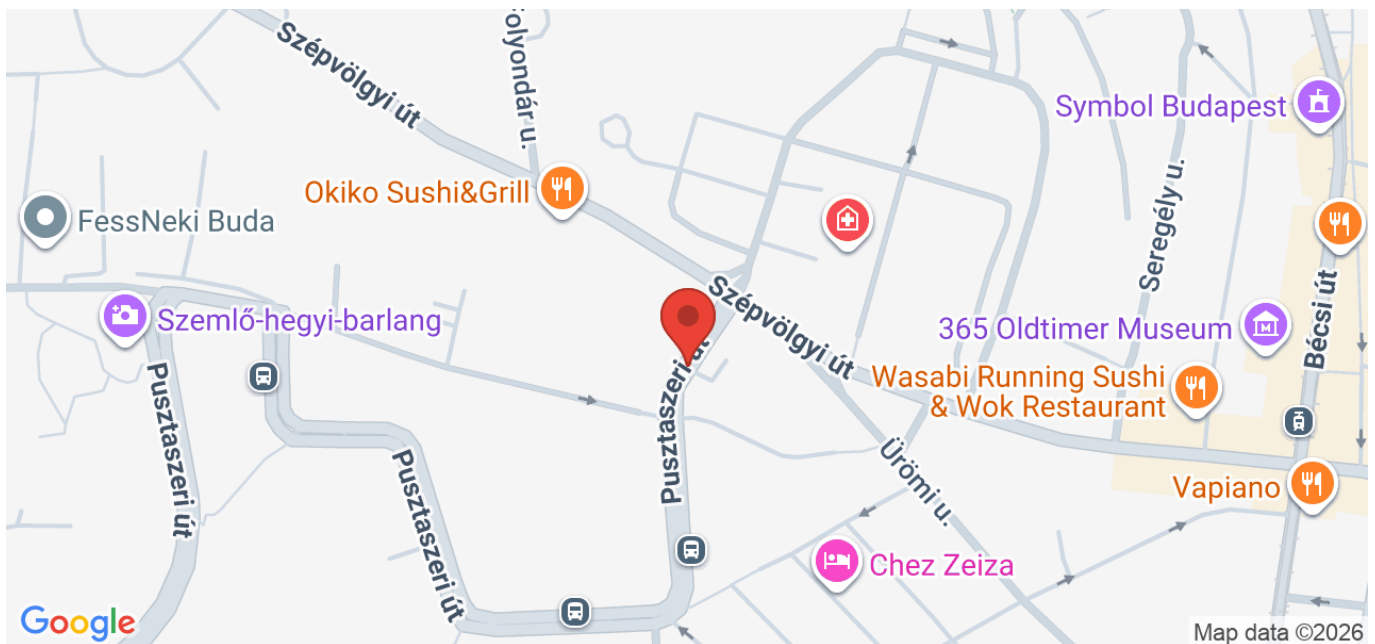 Szépvölgyi út
olyondár u.
Symbol Budapest
Okiko Sushi&Grill
FessNeki Buda
Seregély u.
Szemlő-hegyi-barlang
Szépvölgyi út
365 Oldtimer Museum
Bécsi út
Pusztaszeri út
Wasabi Running Sushi
& Wok Restaurant
Pusztaszeri út
Pusztaszeri út
Ürömi u.
Vapiano
Chez Zeiza
Google
Map data ©2026